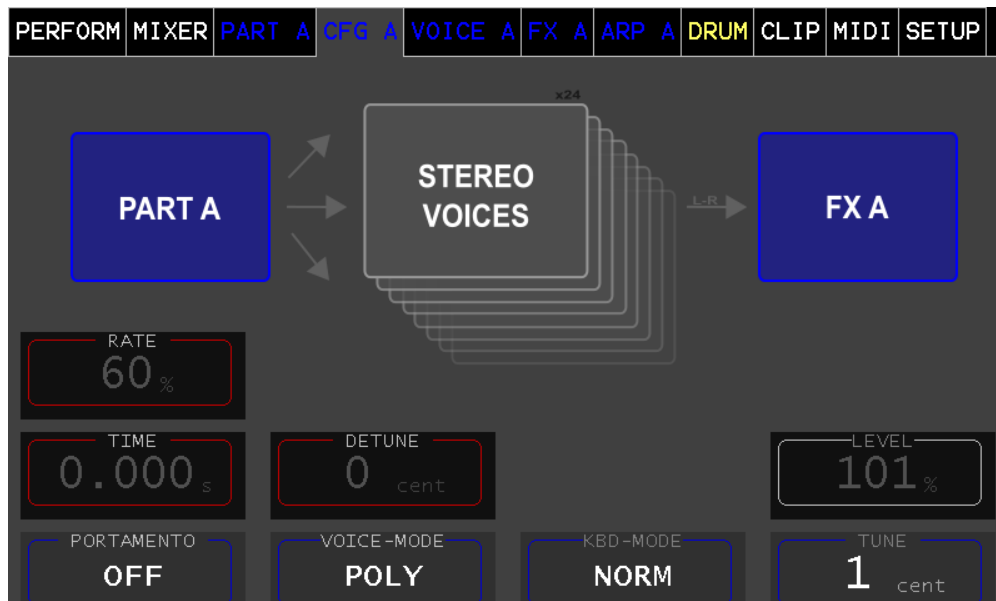 PERFORM MIXER PART A CFG A VOICE A FX A ARP A DRUM CLIP MIDI SETUP
x24
PART A
STEREO
VOICES
L-R
FX A
RATE
60 %
TIME
0.000 s
DETUNE
0 cent
LEVEL
101 %
PORTAMENTO
OFF
VOICE-MODE
POLY
KBD-MODE
NORM
TUNE
1 cent